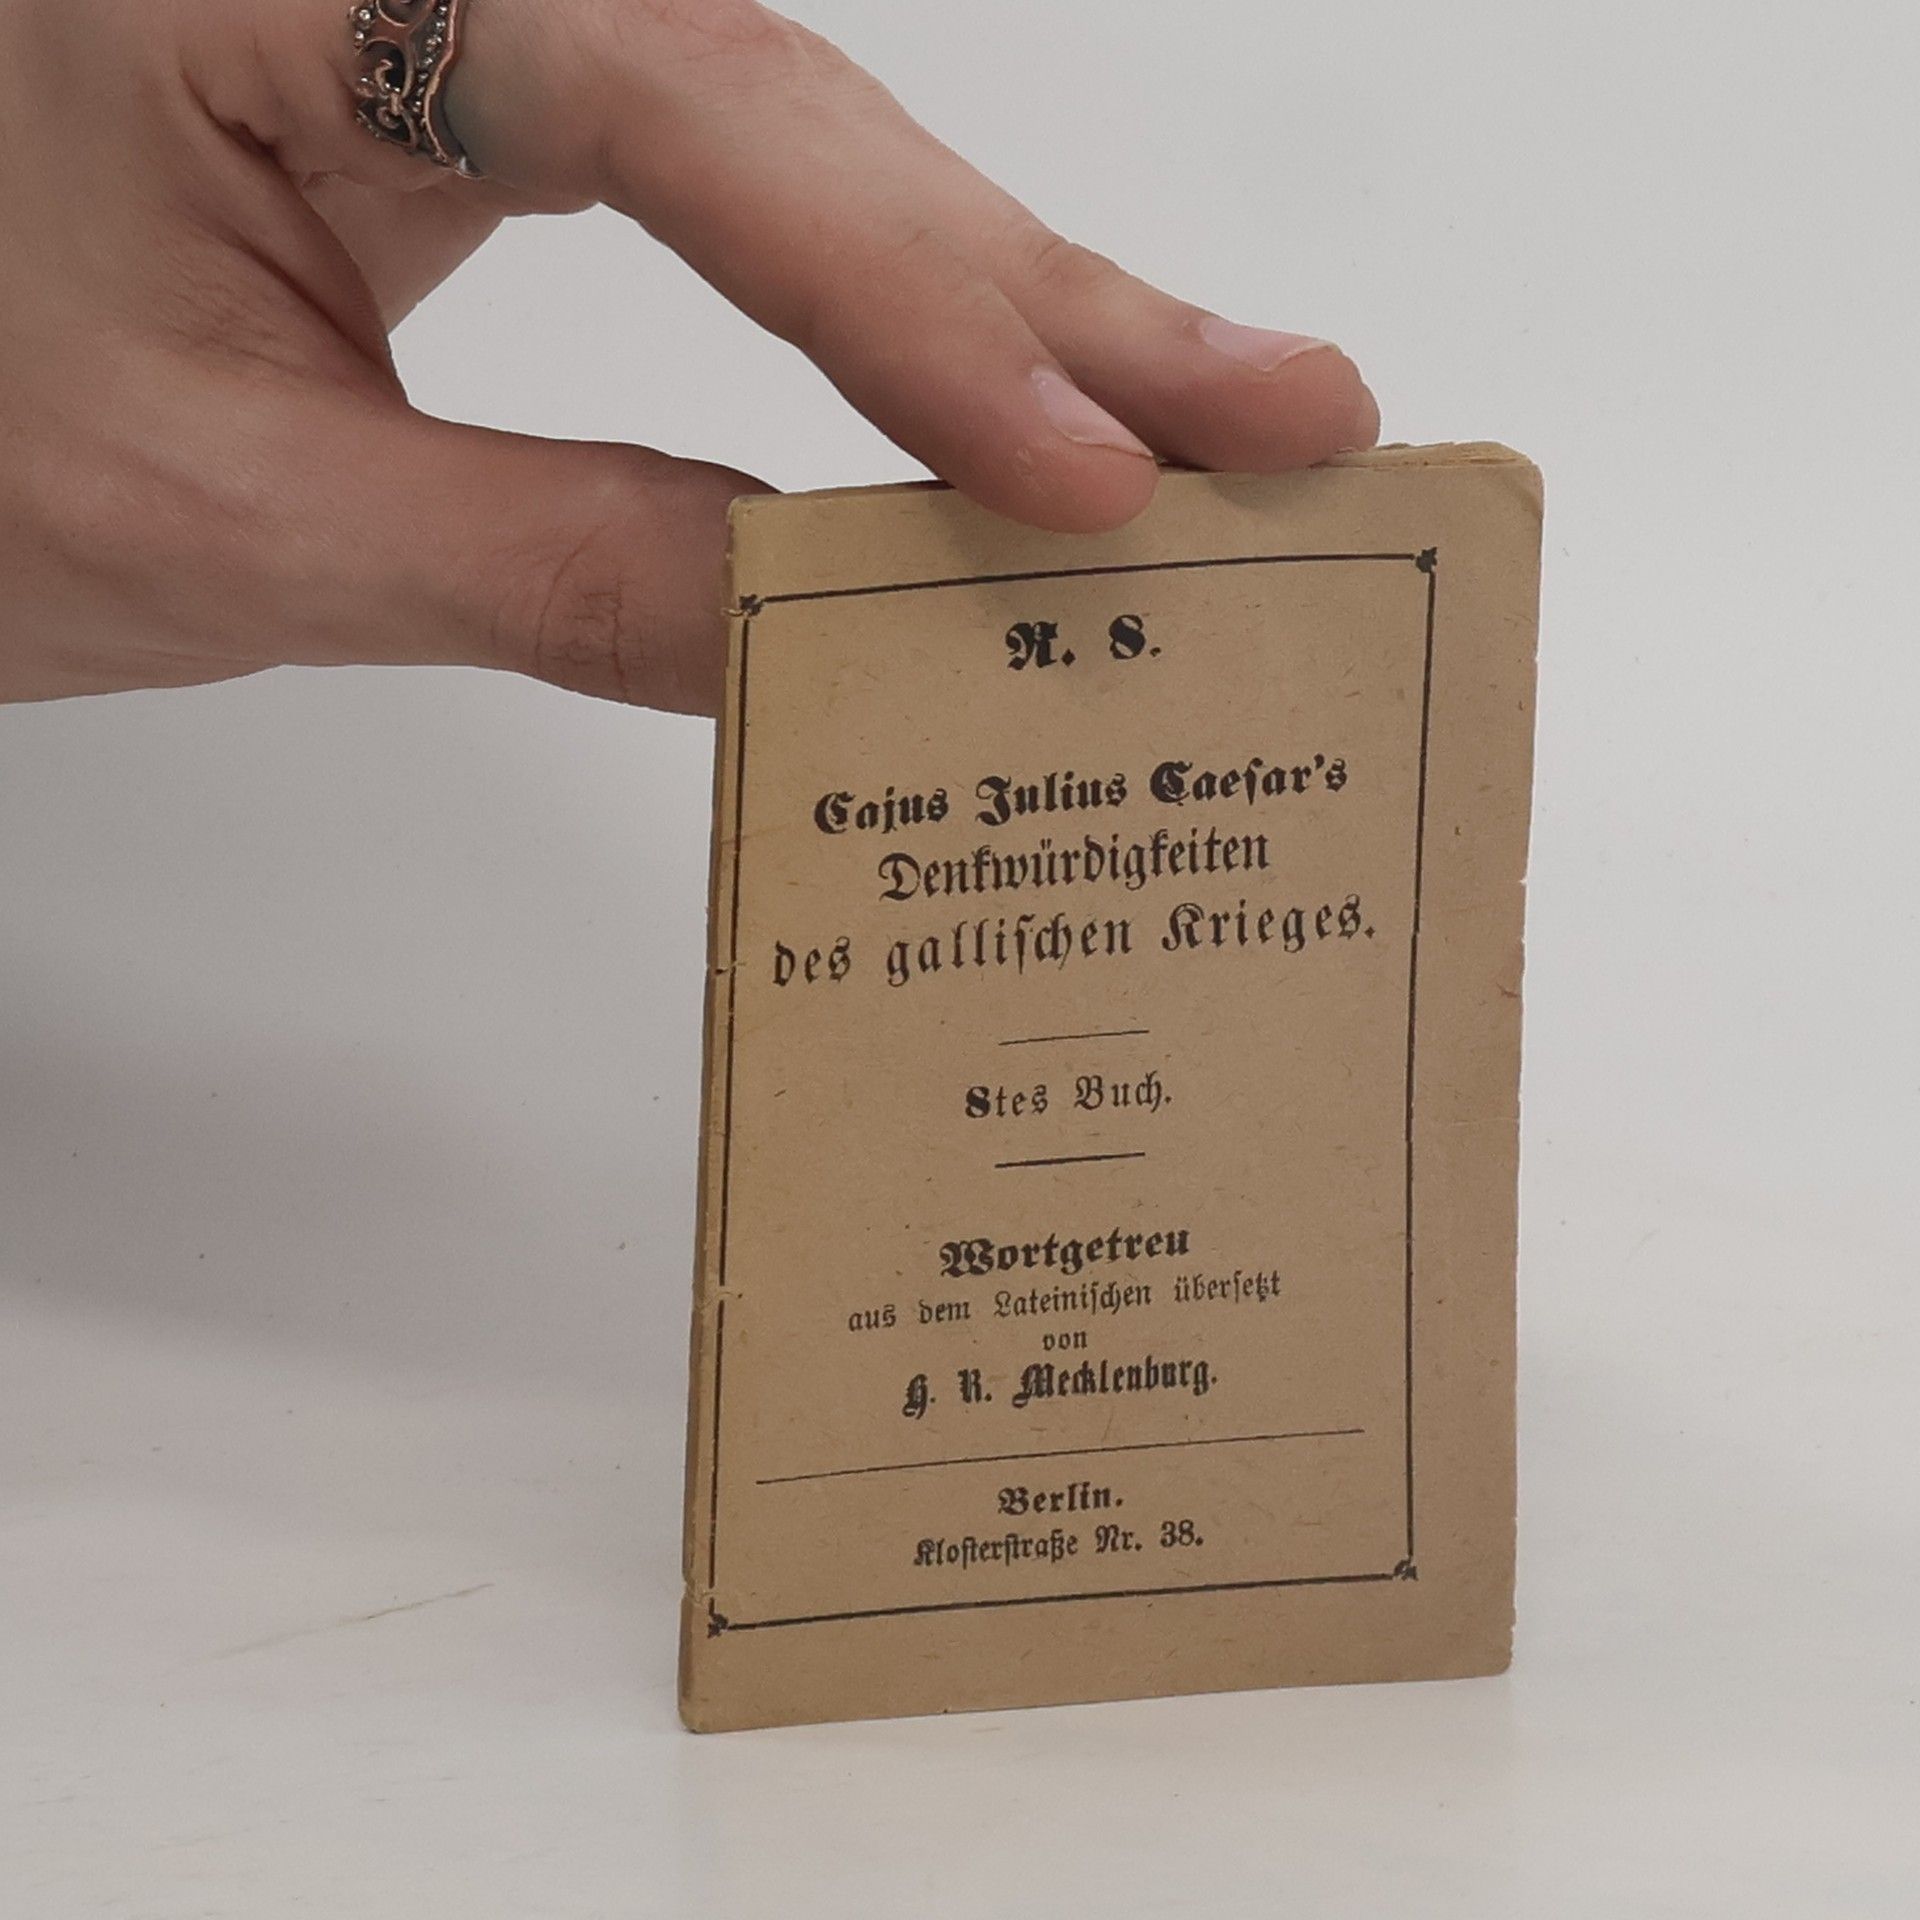 R. 8.
Cajus Julius Caeſar's
Denkwürdigkeiten
des galliſchen Krieges.
8tes Buch.
Wortgetreu
aus dem Lateiniſchen überſetzt
von
H. R. Mecklenburg.
Berlin.
Kloſterſtraße Nr. 38.